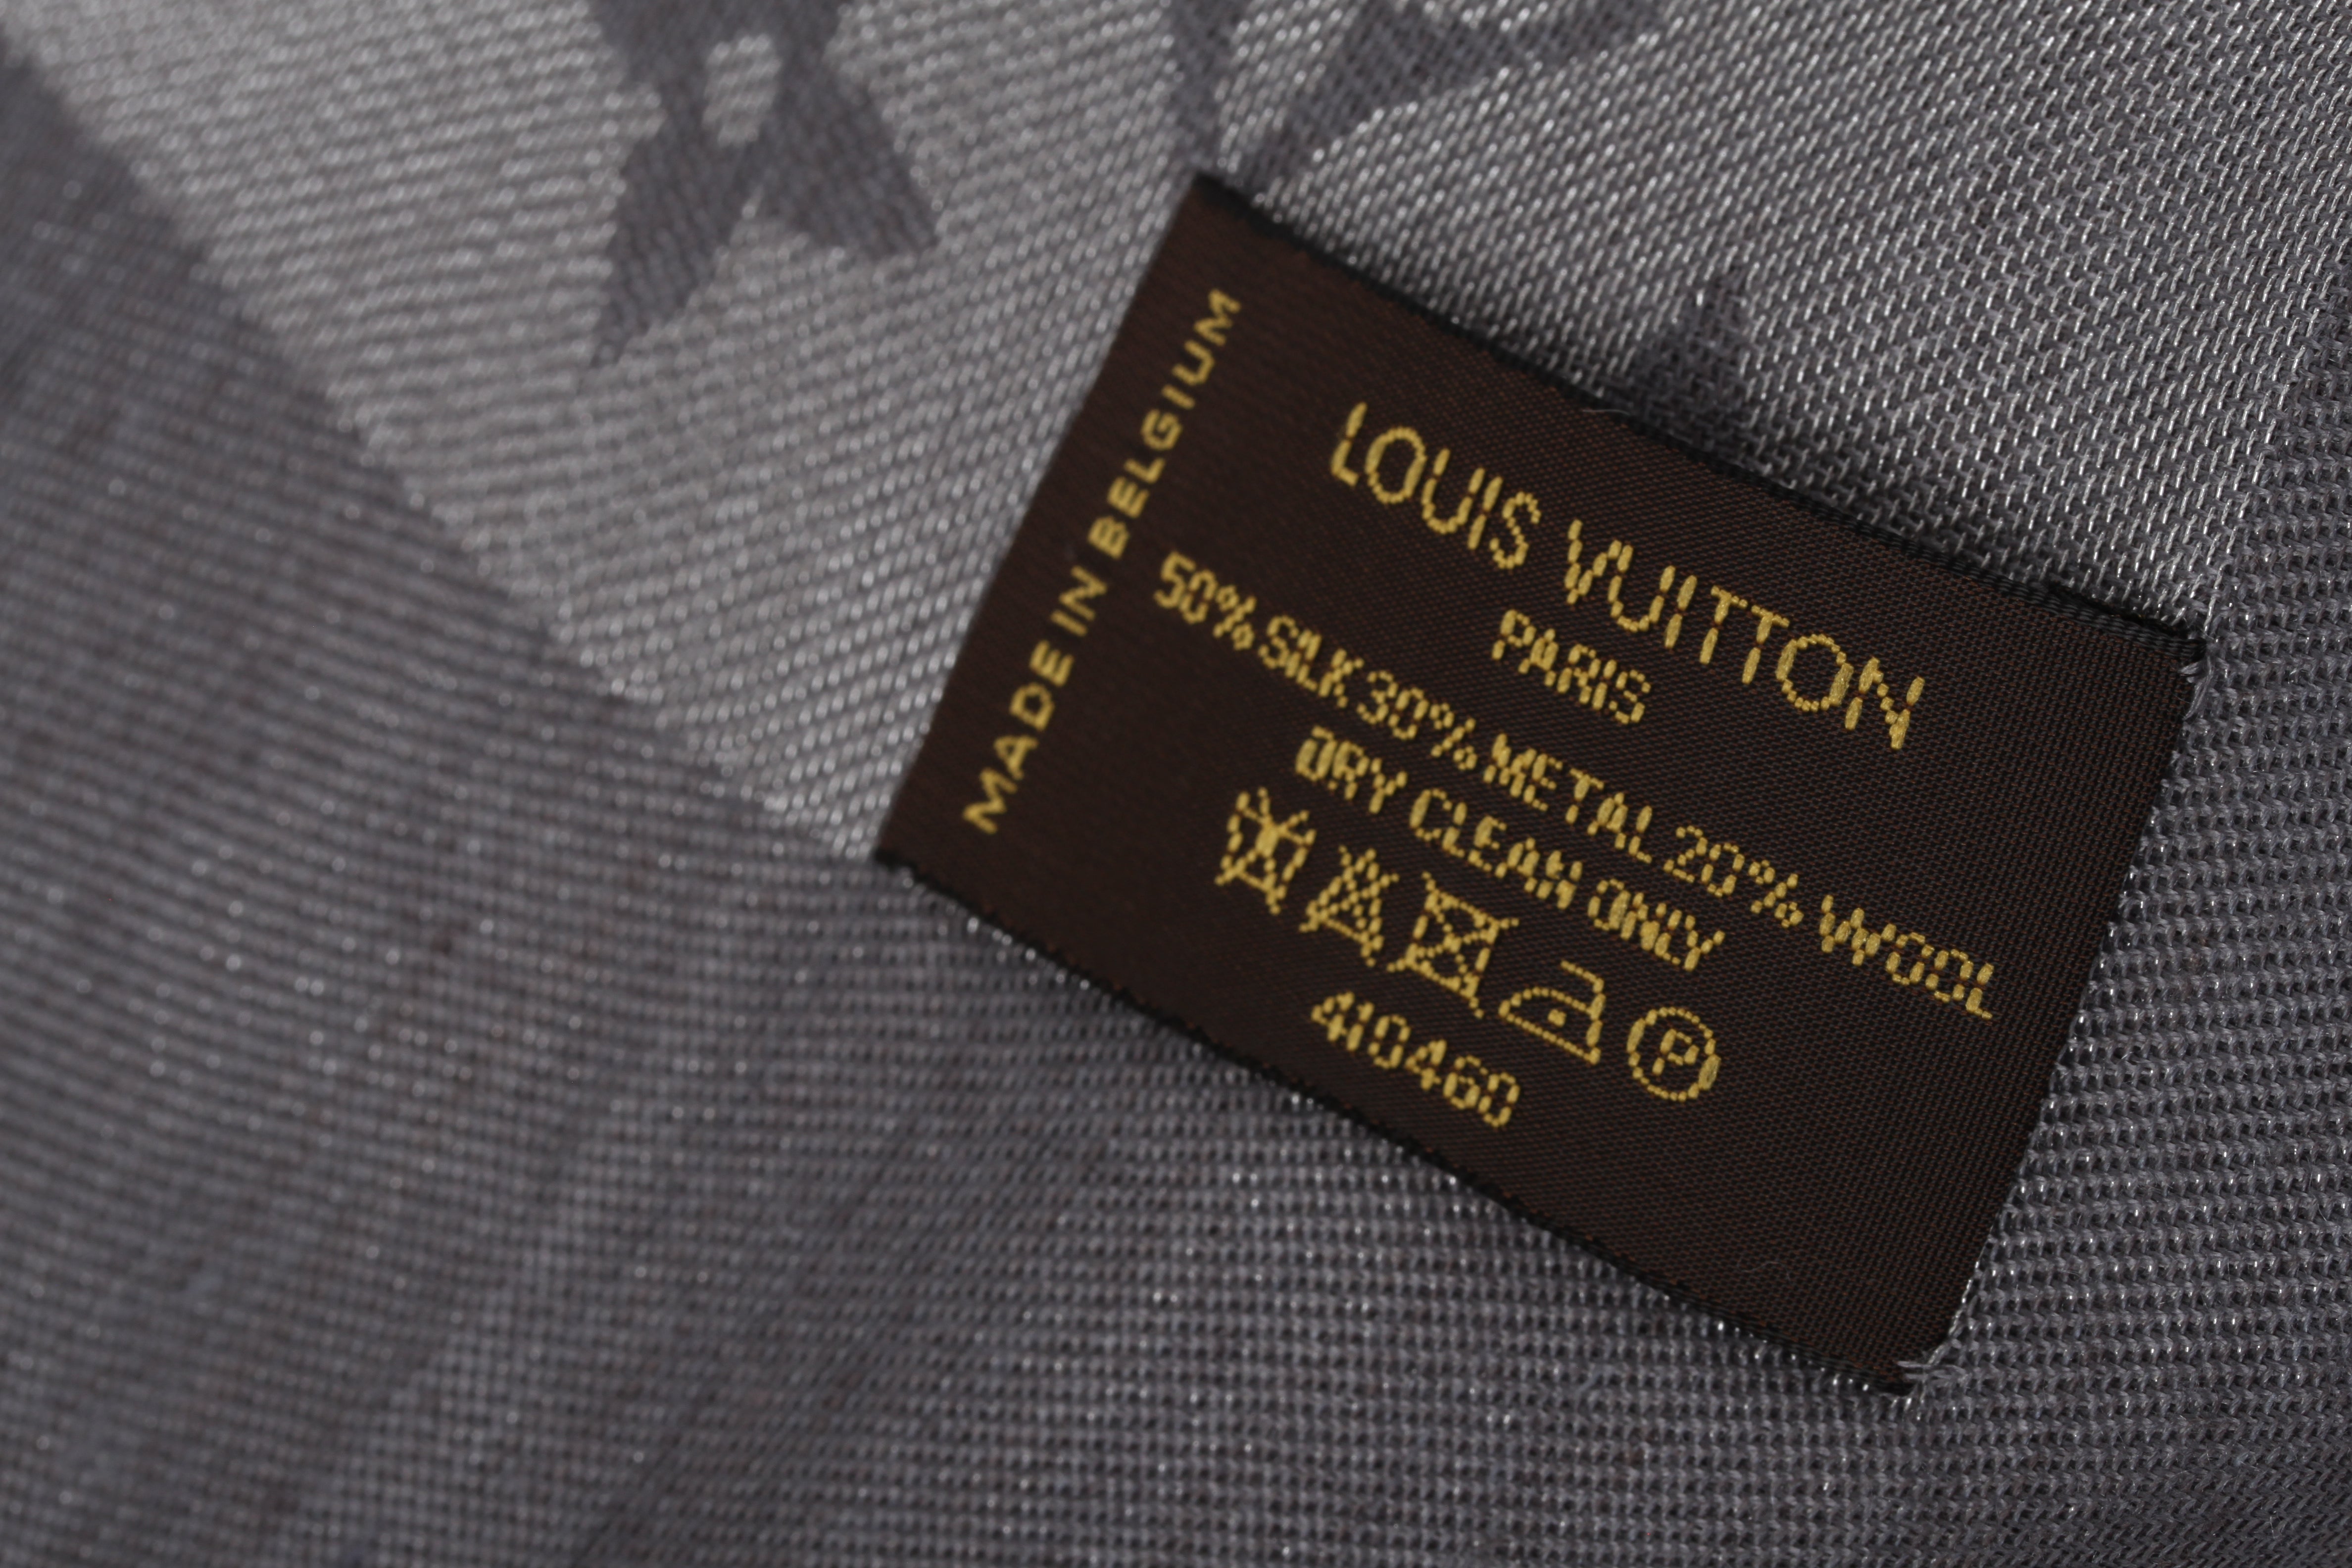 LOUIS VUITTON
PARIS
50% SILK 30% METAL 20% WOOL
DRY CLEAN ONLY
P
410460
MADE IN BELGIUM